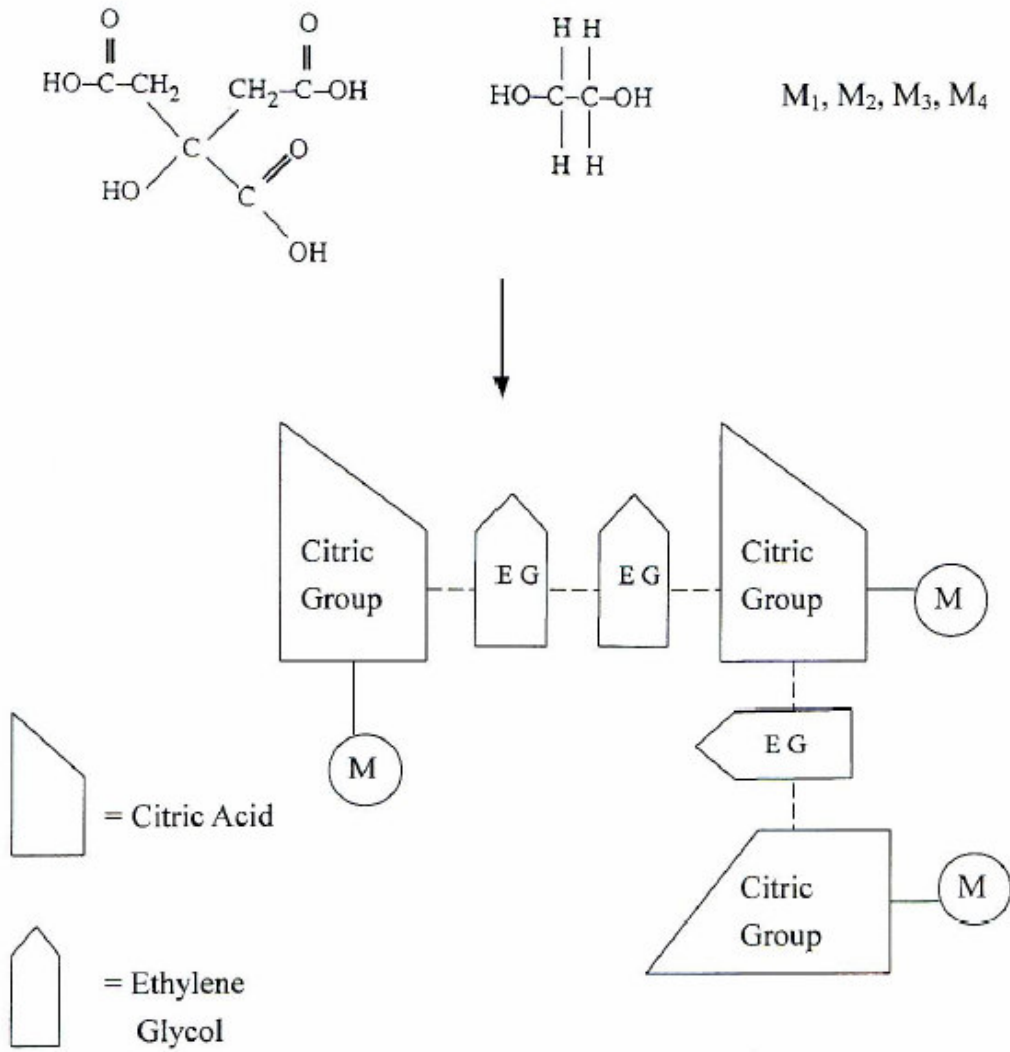 O
HO-C-CH₂
O
CH₂-C-OH
C
HO
C
O
OH
H H
HO-C-C-OH
H H
M₁, M₂, M₃, M₄
Citric
Group
E G
E G
Citric
Group
M
M
E G
= Citric Acid
Citric
Group
M
= Ethylene
Glycol